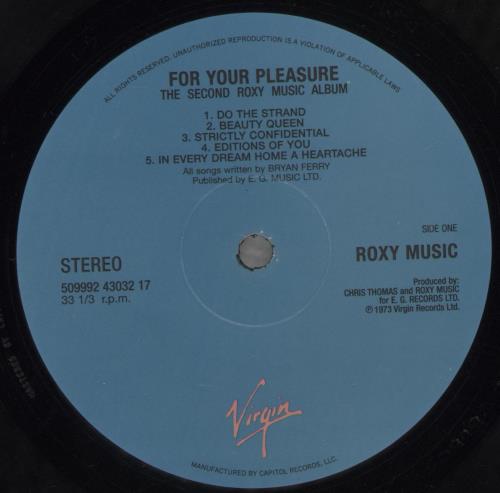 ALL RIGHTS RESERVED. UNAUTHORIZED REPRODUCTION IS A VIOLATION OF APPLICABLE LAWS
FOR YOUR PLEASURE
THE SECOND ROXY MUSIC ALBUM
1. DO THE STRAND
2. BEAUTY QUEEN
3. STRICTLY CONFIDENTIAL
4. EDITIONS OF YOU
5. IN EVERY DREAM HOME A HEARTACHE
All songs written by BRYAN FERRY
Published by E. G. MUSIC LTD.
SIDE ONE
STEREO
ROXY MUSIC
509992 43032 17
33 1/3 r.p.m.
Produced by:
CHRIS THOMAS and ROXY MUSIC
for E. G. RECORDS LTD.
℗ 1973 Virgin Records Ltd.
Virgin
MANUFACTURED BY CAPITOL RECORDS, LLC.
MASTERED BY